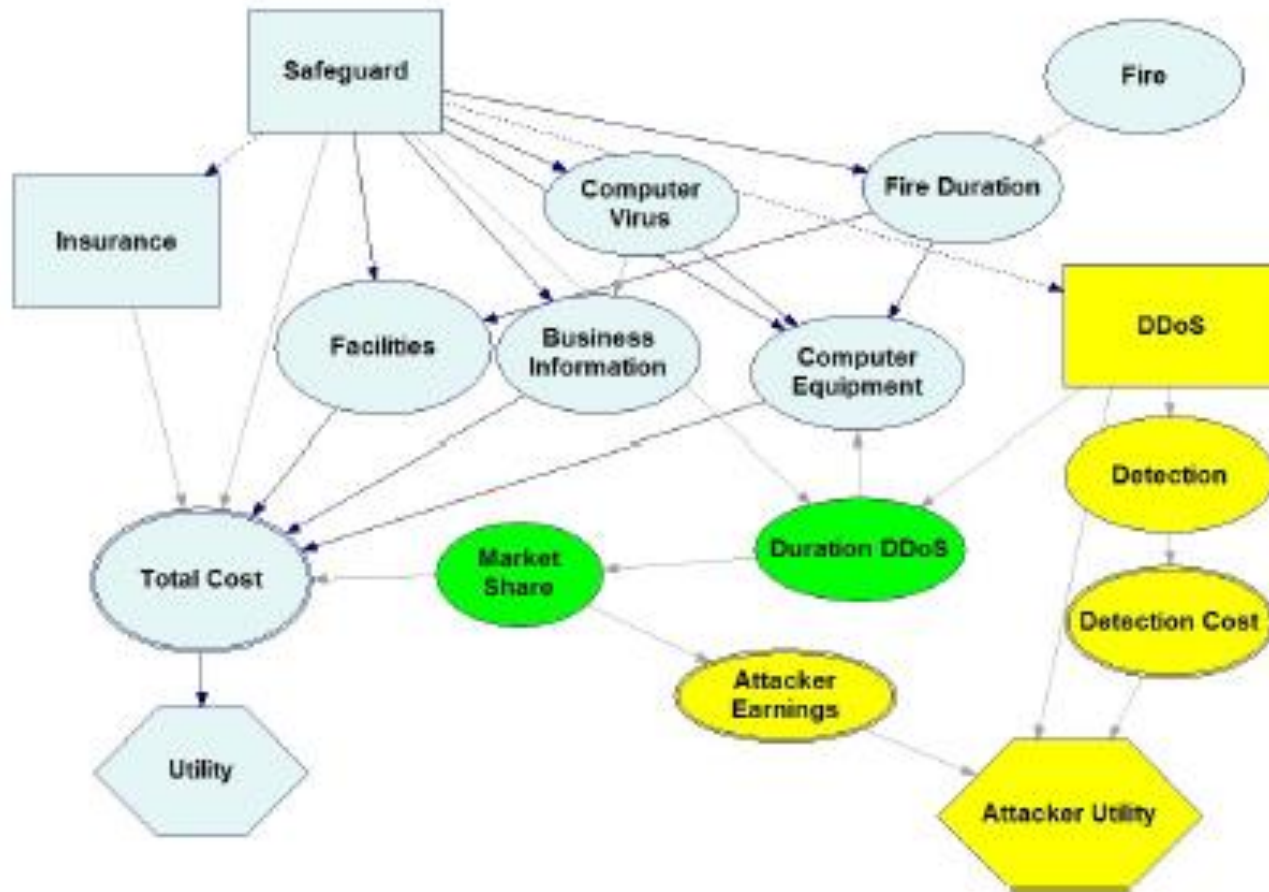 Safeguard
Fire
Computer
Virus
Fire Duration
Insurance
Facilities
Business
Information
Computer
Equipment
DDoS
Detection
Total Cost
Market
Share
Duration DDoS
Detection Cost
Attacker
Earnings
Utility
Attacker Utility